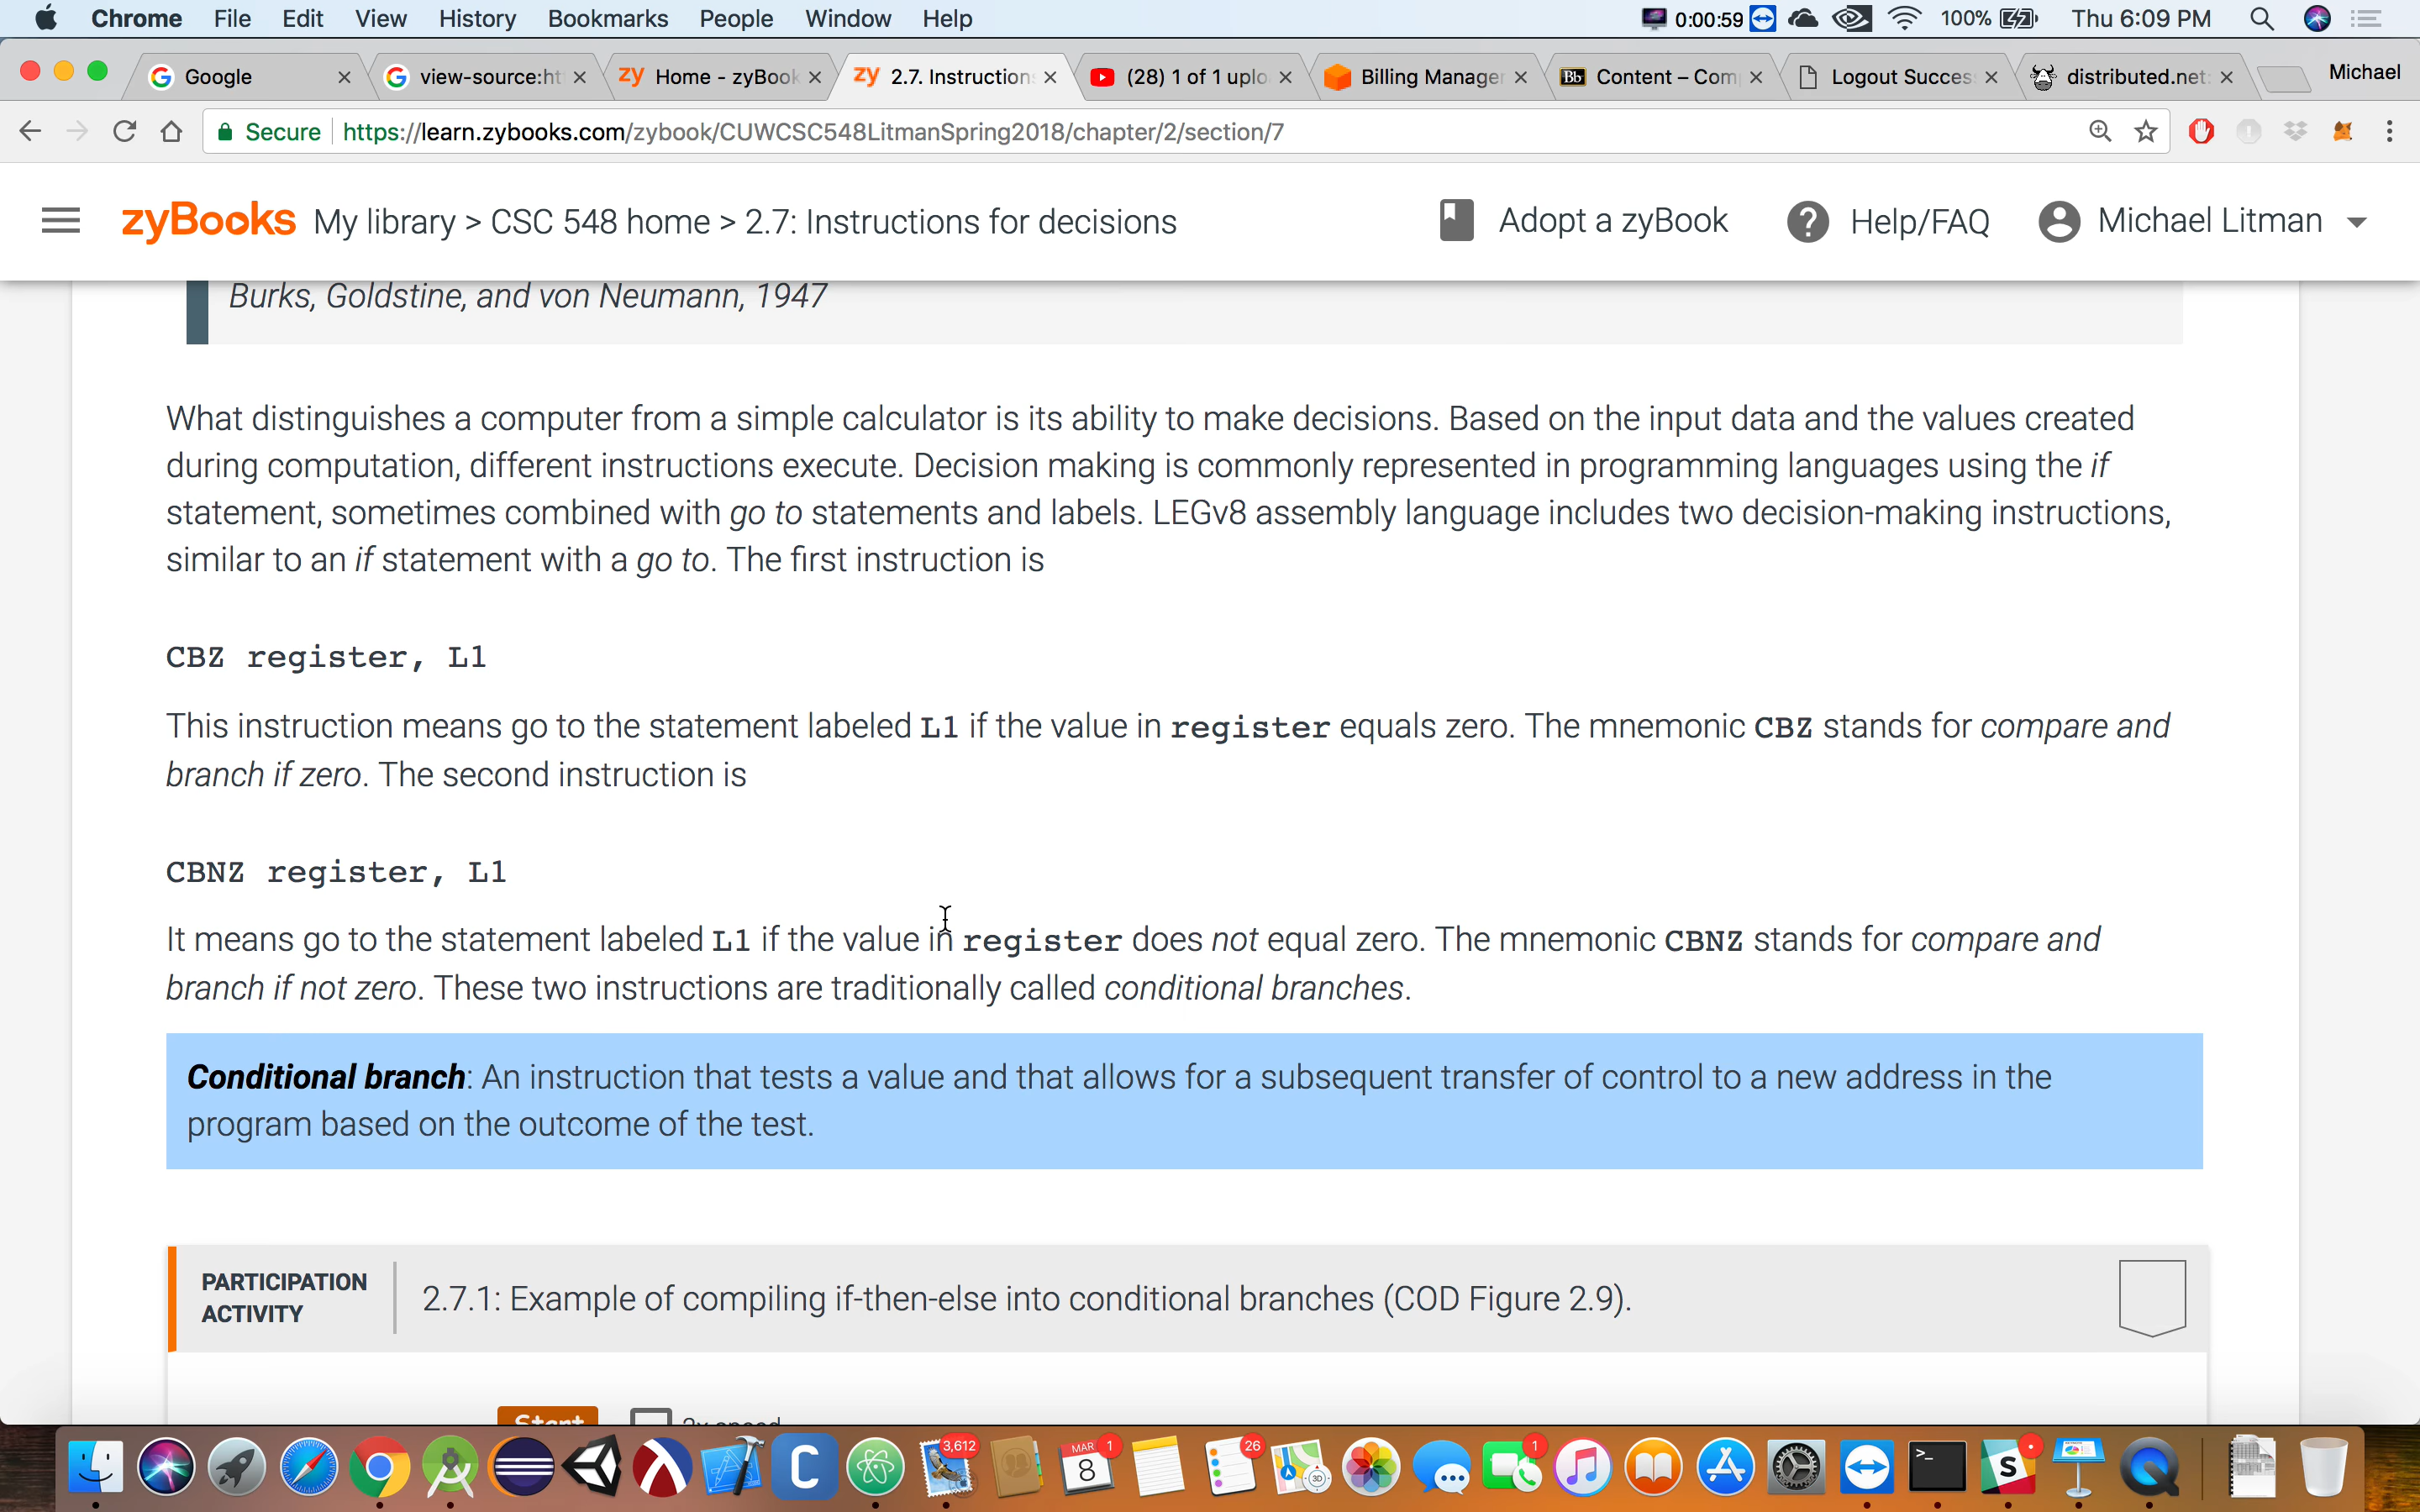 Chrome File Edit View History Bookmarks People Window Help 0:00:59 100% Thu 6:09 PM
Google view-source:ht Home - zyBook 2.7. Instruction (28) 1 of 1 uplo Billing Manager Content – Com Logout Succes distributed.net: Michael
Secure https://learn.zybooks.com/zybook/CUWCSC548LitmanSpring2018/chapter/2/section/7
zyBooks My library > CSC 548 home > 2.7: Instructions for decisions Adopt a zyBook Help/FAQ Michael Litman
Burks, Goldstine, and von Neumann, 1947
What distinguishes a computer from a simple calculator is its ability to make decisions. Based on the input data and the values created
during computation, different instructions execute. Decision making is commonly represented in programming languages using the if
statement, sometimes combined with go to statements and labels. LEGv8 assembly language includes two decision-making instructions,
similar to an if statement with a go to. The first instruction is
CBZ register, L1
This instruction means go to the statement labeled L1 if the value in register equals zero. The mnemonic CBZ stands for compare and
branch if zero. The second instruction is
CBNZ register, L1
It means go to the statement labeled L1 if the value in register does not equal zero. The mnemonic CBNZ stands for compare and
branch if not zero. These two instructions are traditionally called conditional branches.
Conditional branch: An instruction that tests a value and that allows for a subsequent transfer of control to a new address in the
program based on the outcome of the test.
PARTICIPATION
ACTIVITY
2.7.1: Example of compiling if-then-else into conditional branches (COD Figure 2.9).
Start 2x speed
3,612 MAR 8 1 26 3D 1